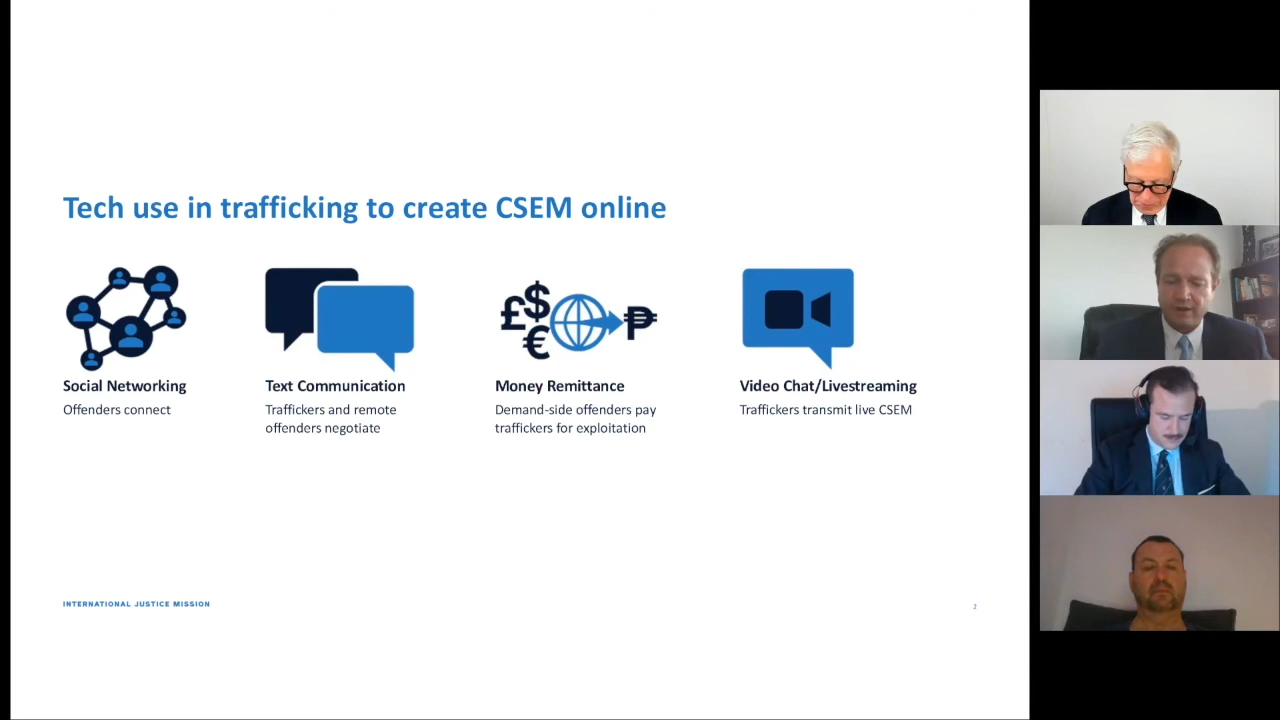 Tech use in trafficking to create CSEM online
£$€
₱
Social Networking
Offenders connect
Text Communication
Traffickers and remote
offenders negotiate
Money Remittance
Demand-side offenders pay
traffickers for exploitation
Video Chat/Livestreaming
Traffickers transmit live CSEM
INTERNATIONAL JUSTICE MISSION
2